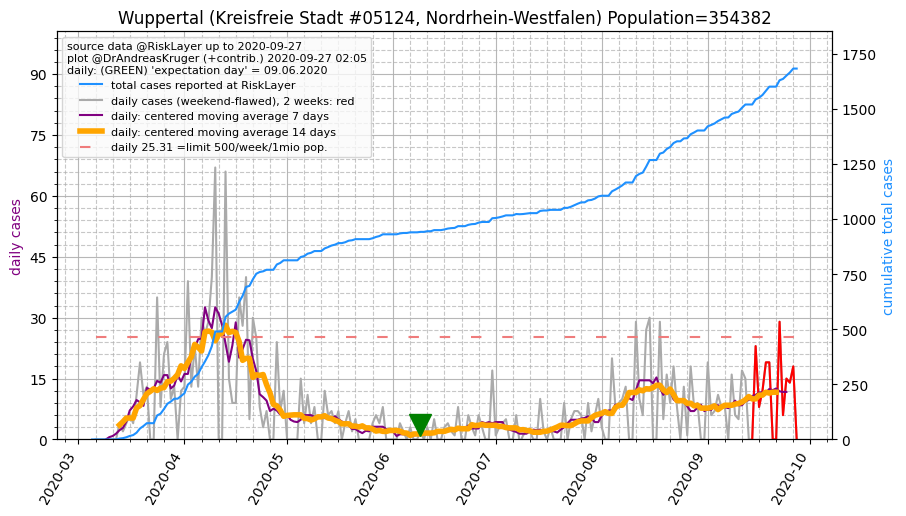 Wuppertal (Kreisfreie Stadt #05124, Nordrhein-Westfalen) Population=354382
source data @RiskLayer up to 2020-09-27
plot @DrAndreasKruger (+contrib.) 2020-09-27 02:05
daily: (GREEN) 'expectation day' = 09.06.2020
total cases reported at RiskLayer
daily cases (weekend-flawed), 2 weeks: red
daily: centered moving average 7 days
daily: centered moving average 14 days
daily 25.31 =limit 500/week/1mio pop.
daily cases
90
75
60
45
30
15
0
cumulative total cases
1750
1500
1250
1000
750
500
250
0
2020-03
2020-04
2020-05
2020-06
2020-07
2020-08
2020-09
2020-10